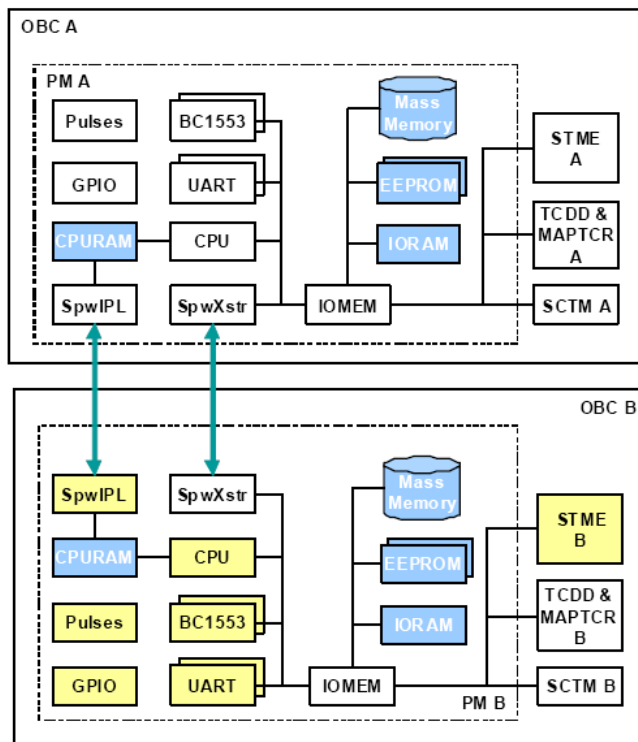 OBC A
PM A
Pulses
BC1553
Mass
Memory
STME
A
GPIO
UART
EEPROM
TCDD &
MAPTCR
A
CPURAM
CPU
IORAM
SpwIPL
SpwXstr
IOMEM
SCTM A
OBC B
SpwIPL
SpwXstr
Mass
Memory
STME
B
CPURAM
CPU
EEPROM
TCDD &
MAPTCR
B
Pulses
BC1553
IORAM
GPIO
UART
IOMEM
SCTM B
PM B